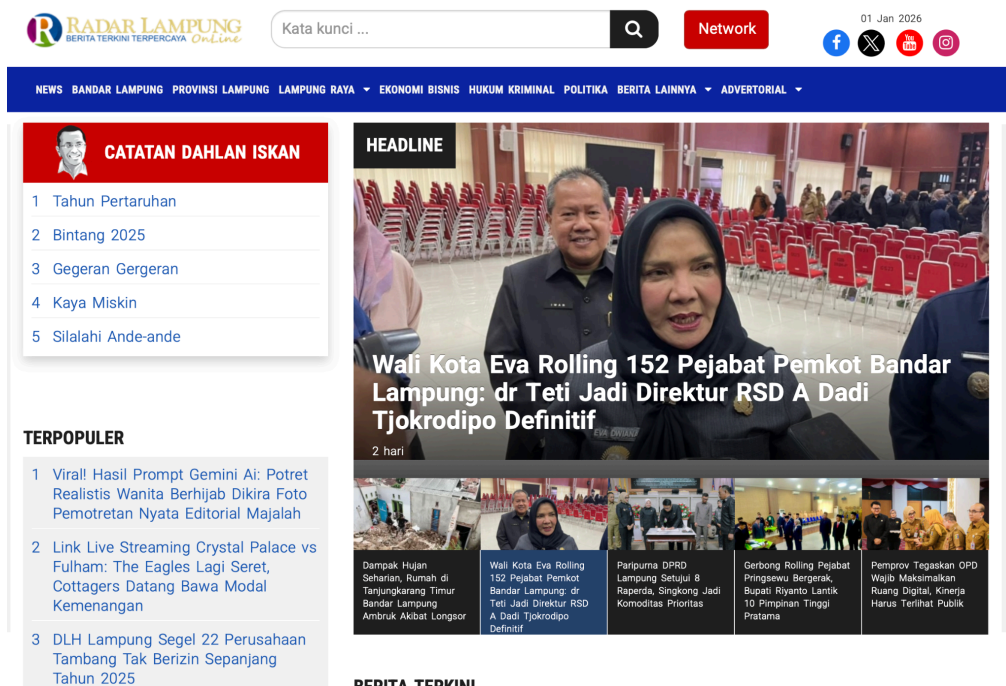 RADAR LAMPUNG
BERITA TERKINI TERPERCAYA Online
Kata kunci ...
Network
01 Jan 2026
NEWS BANDAR LAMPUNG PROVINSI LAMPUNG LAMPUNG RAYA EKONOMI BISNIS HUKUM KRIMINAL POLITIKA BERITA LAINNYA ADVERTORIAL
CATATAN DAHLAN ISKAN
1 Tahun Pertaruhan
2 Bintang 2025
3 Gegeran Gergeran
4 Kaya Miskin
5 Silalahi Ande-ande
TERPOPULER
1 Viral! Hasil Prompt Gemini Ai: Potret
Realistis Wanita Berhijab Dikira Foto
Pemotretan Nyata Editorial Majalah
2 Link Live Streaming Crystal Palace vs
Fulham: The Eagles Lagi Seret,
Cottagers Datang Bawa Modal
Kemenangan
3 DLH Lampung Segel 22 Perusahaan
Tambang Tak Berizin Sepanjang
Tahun 2025
HEADLINE
Wali Kota Eva Rolling 152 Pejabat Pemkot Bandar
Lampung: dr Teti Jadi Direktur RSD A Dadi
Tjokrodipo Definitif
EVA DWIANA
2 hari
Dampak Hujan
Seharian, Rumah di
Tanjungkarang Timur
Bandar Lampung
Ambruk Akibat Longsor
Wali Kota Eva Rolling
152 Pejabat Pemkot
Bandar Lampung: dr
Teti Jadi Direktur RSD
A Dadi Tjokrodipo
Definitif
Paripurna DPRD
Lampung Setujui 8
Raperda, Singkong Jadi
Komoditas Prioritas
Gerbong Rolling Pejabat
Pringsewu Bergerak,
Bupati Riyanto Lantik
10 Pimpinan Tinggi
Pratama
Pemprov Tegaskan OPD
Wajib Maksimalkan
Ruang Digital, Kinerja
Harus Terlihat Publik
BERITA TERKINI